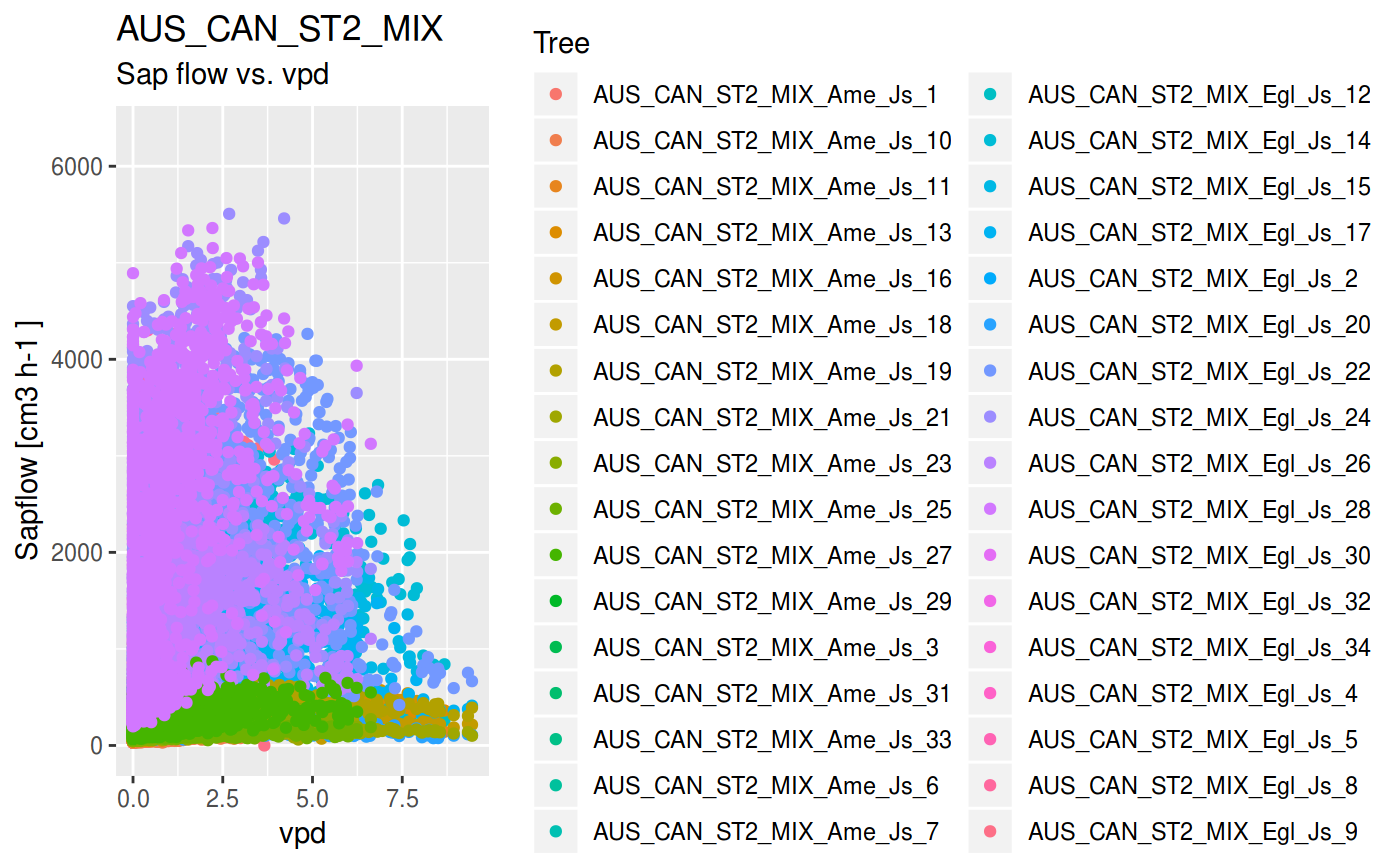 AUS_CAN_ST2_MIX
Sap flow vs. vpd
Sapflow [cm3 h-1 ]
6000
4000
2000
0
0.0 2.5 5.0 7.5
vpd
Tree
AUS_CAN_ST2_MIX_Ame_Js_1
AUS_CAN_ST2_MIX_Ame_Js_10
AUS_CAN_ST2_MIX_Ame_Js_11
AUS_CAN_ST2_MIX_Ame_Js_13
AUS_CAN_ST2_MIX_Ame_Js_16
AUS_CAN_ST2_MIX_Ame_Js_18
AUS_CAN_ST2_MIX_Ame_Js_19
AUS_CAN_ST2_MIX_Ame_Js_21
AUS_CAN_ST2_MIX_Ame_Js_23
AUS_CAN_ST2_MIX_Ame_Js_25
AUS_CAN_ST2_MIX_Ame_Js_27
AUS_CAN_ST2_MIX_Ame_Js_29
AUS_CAN_ST2_MIX_Ame_Js_3
AUS_CAN_ST2_MIX_Ame_Js_31
AUS_CAN_ST2_MIX_Ame_Js_33
AUS_CAN_ST2_MIX_Ame_Js_6
AUS_CAN_ST2_MIX_Ame_Js_7
AUS_CAN_ST2_MIX_Egl_Js_12
AUS_CAN_ST2_MIX_Egl_Js_14
AUS_CAN_ST2_MIX_Egl_Js_15
AUS_CAN_ST2_MIX_Egl_Js_17
AUS_CAN_ST2_MIX_Egl_Js_2
AUS_CAN_ST2_MIX_Egl_Js_20
AUS_CAN_ST2_MIX_Egl_Js_22
AUS_CAN_ST2_MIX_Egl_Js_24
AUS_CAN_ST2_MIX_Egl_Js_26
AUS_CAN_ST2_MIX_Egl_Js_28
AUS_CAN_ST2_MIX_Egl_Js_30
AUS_CAN_ST2_MIX_Egl_Js_32
AUS_CAN_ST2_MIX_Egl_Js_34
AUS_CAN_ST2_MIX_Egl_Js_4
AUS_CAN_ST2_MIX_Egl_Js_5
AUS_CAN_ST2_MIX_Egl_Js_8
AUS_CAN_ST2_MIX_Egl_Js_9